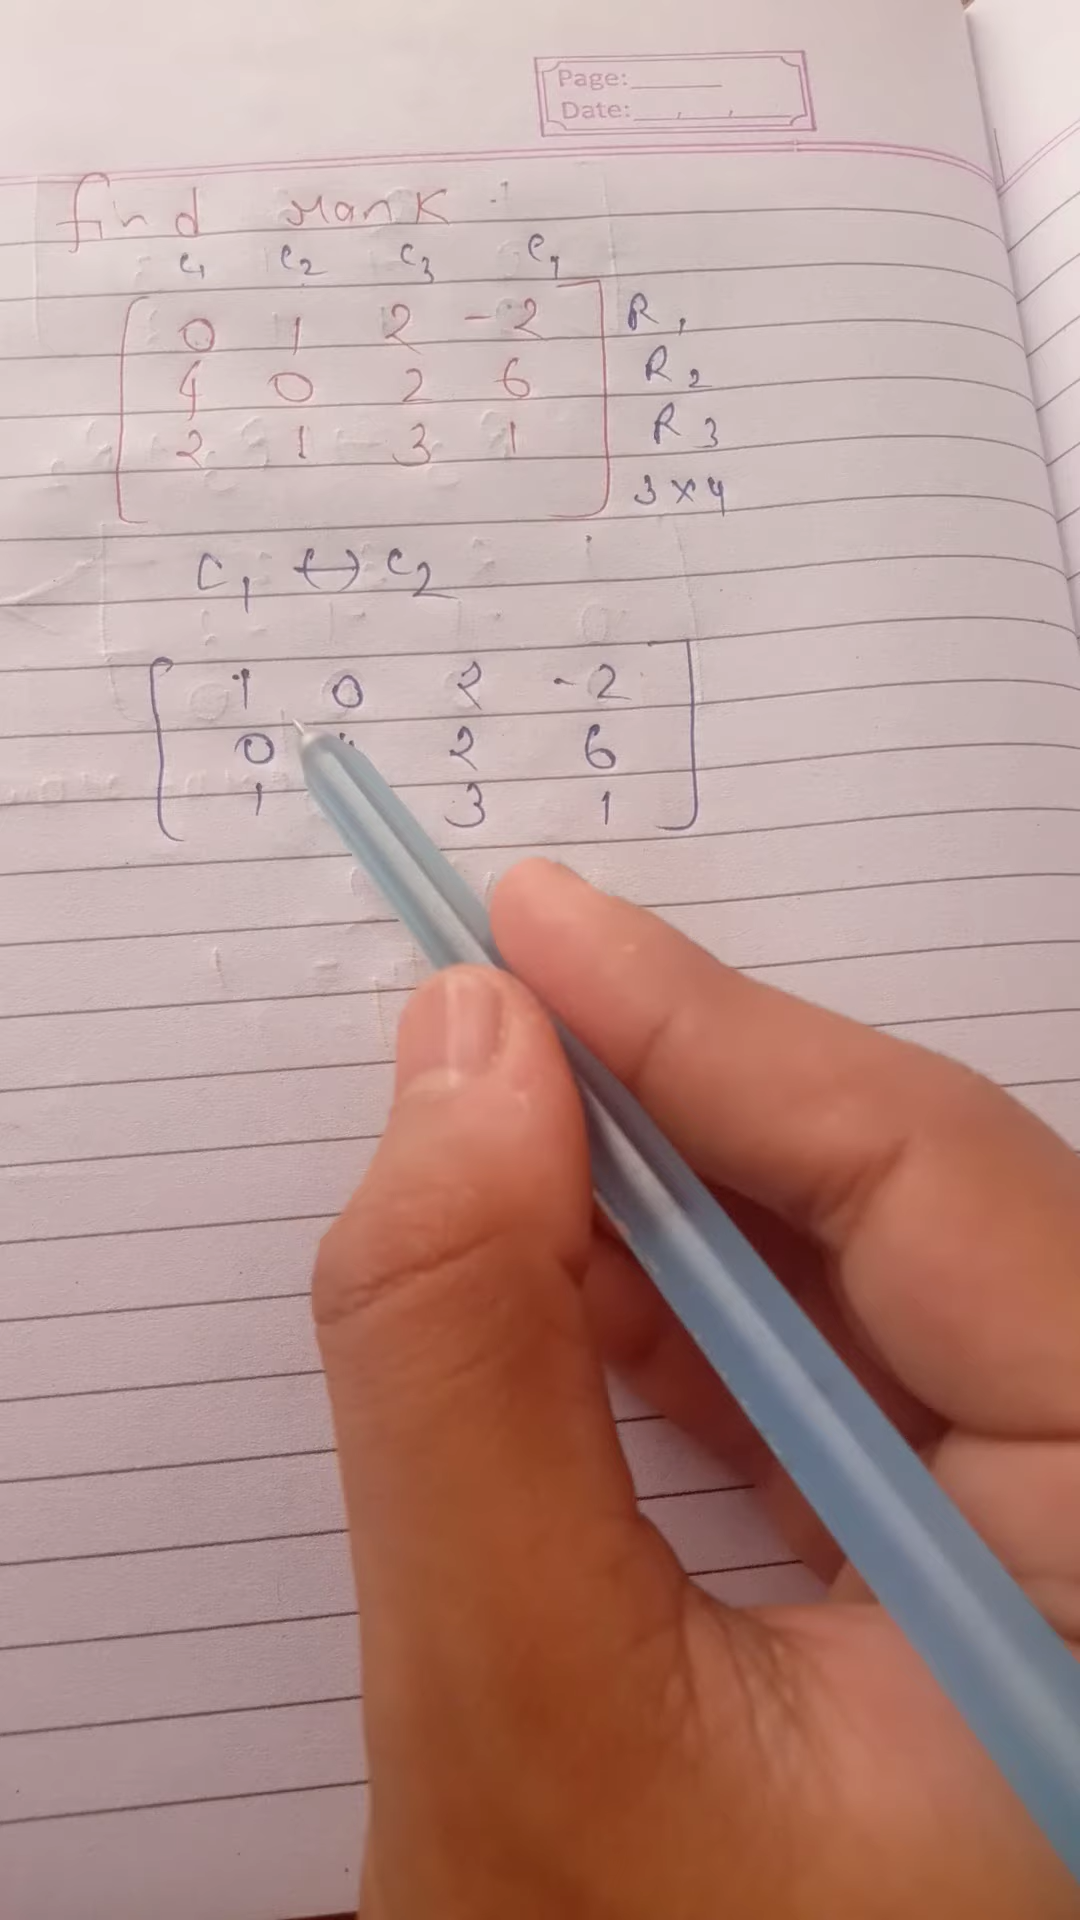 Page:
Date:
find rank :
C1 C2 C3 C4
0 1 2 -2 R1
4 0 2 6 R2
2 1 3 1 R3
3×4
C1 ↔ C2
1 0 2 -2
0 2 6
1 3 1